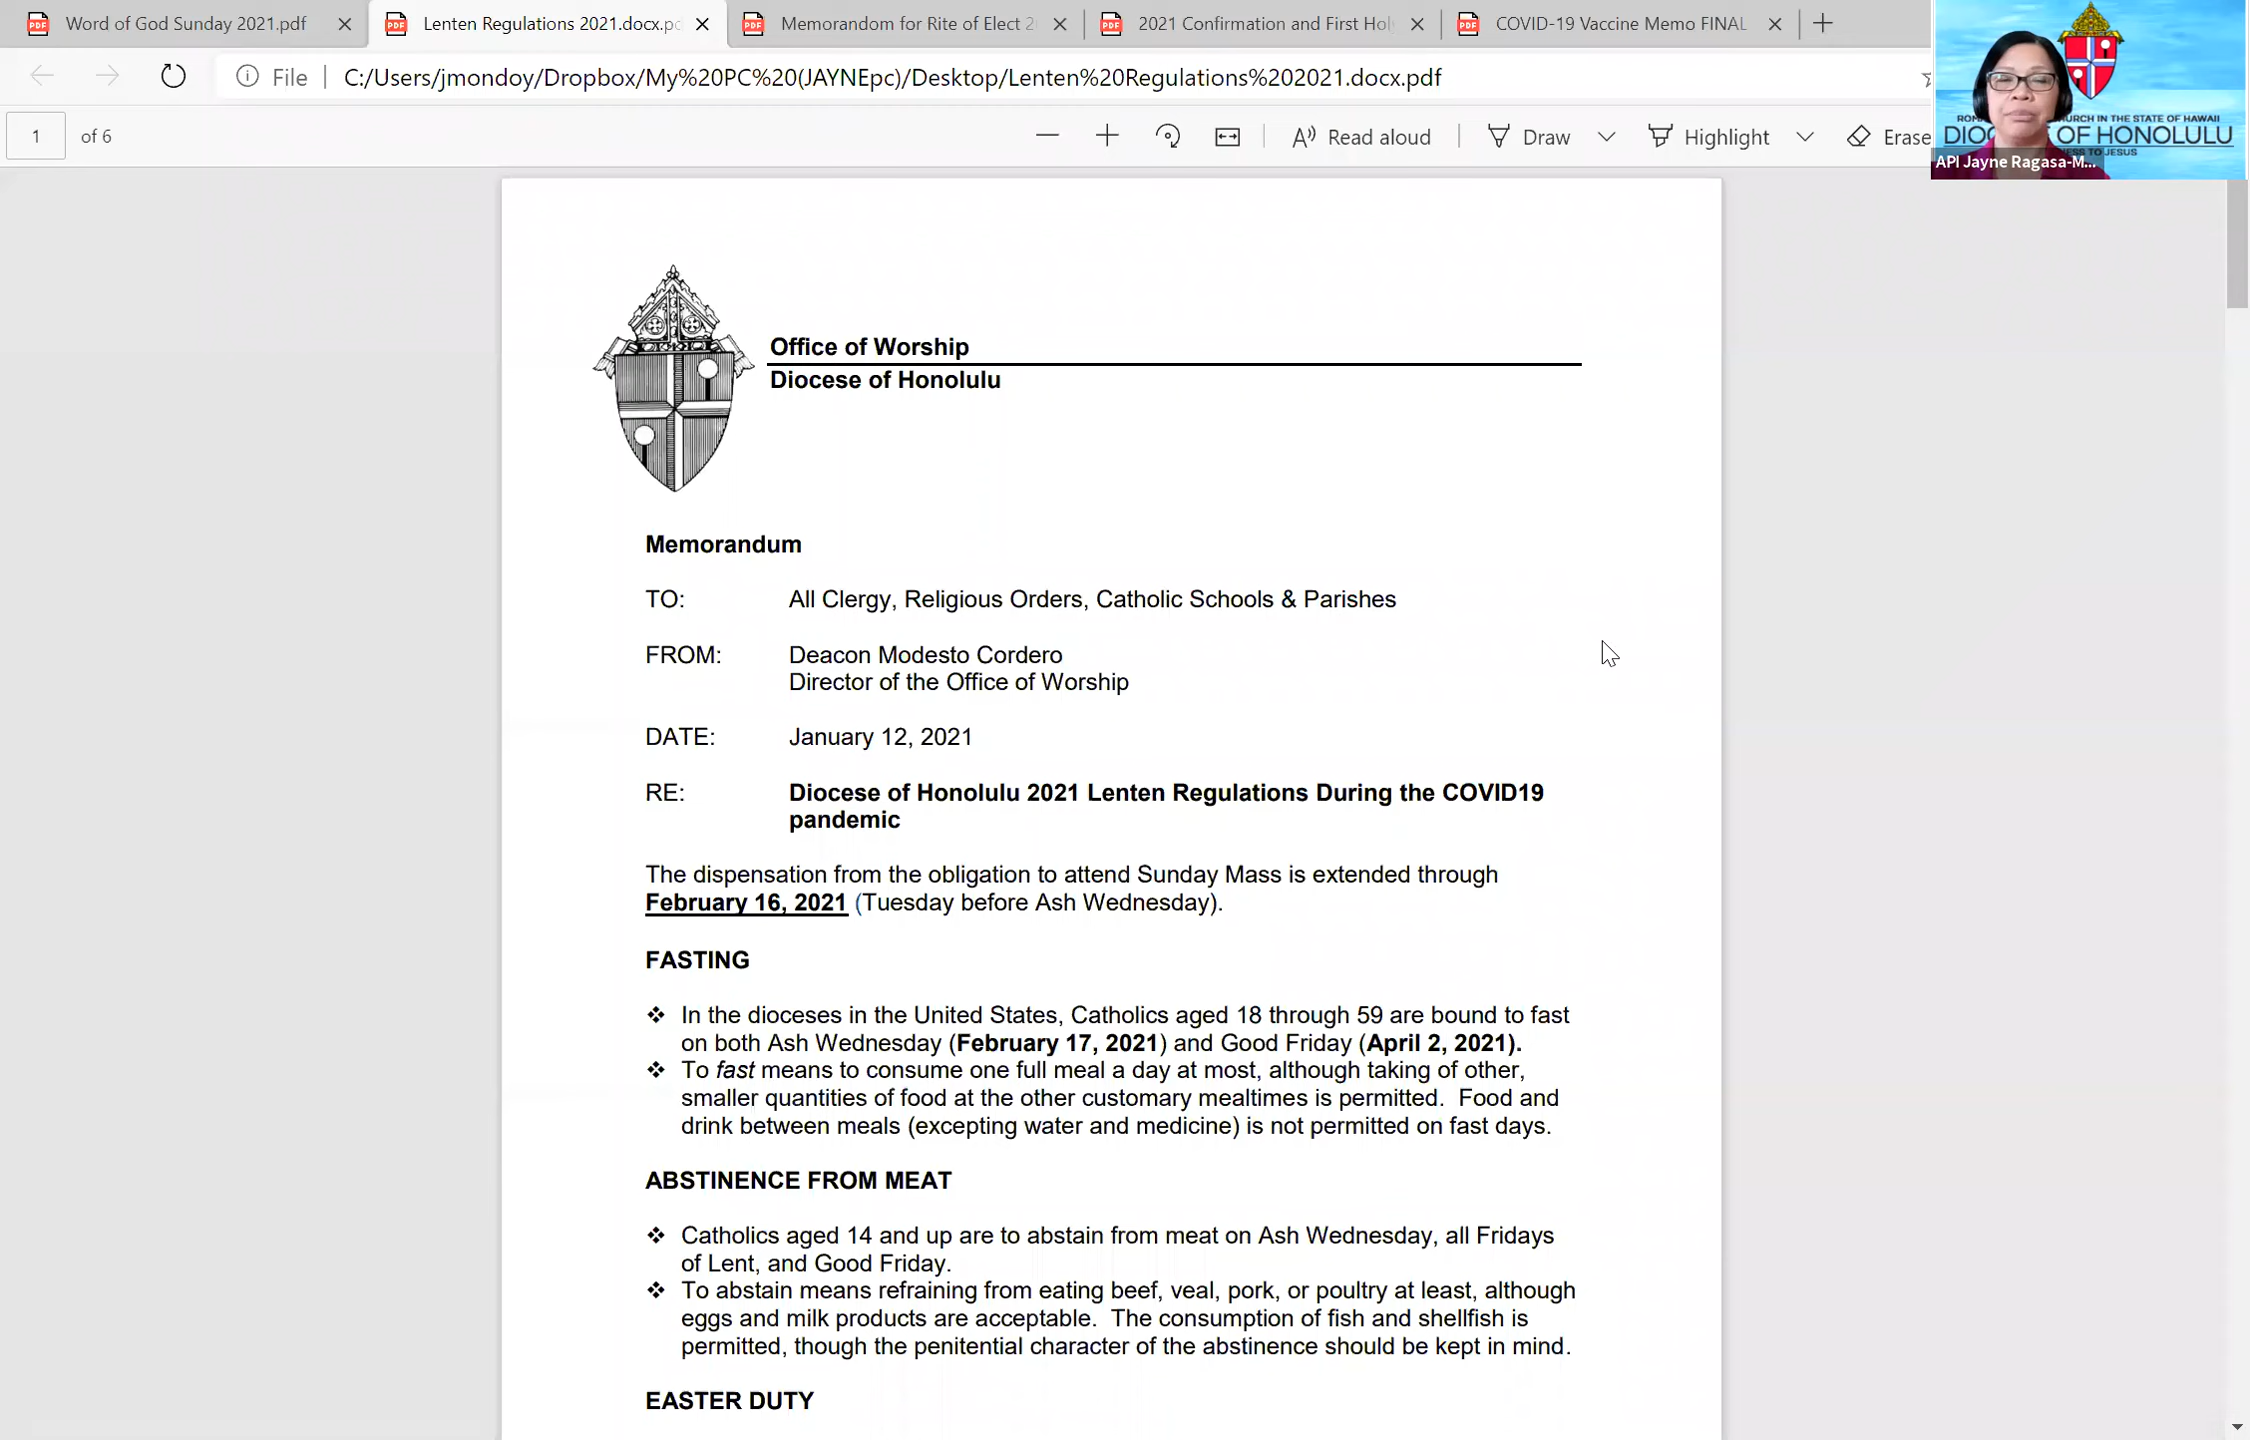 Word of God Sunday 2021.pdf
Lenten Regulations 2021.docx.pd
Memorandum for Rite of Elect 2
2021 Confirmation and First Hol
COVID-19 Vaccine Memo FINAL
File
C:/Users/jmondoy/Dropbox/My%20PC%20(JAYNEpc)/Desktop/Lenten%20Regulations%202021.docx.pdf
1 of 6
Read aloud
Draw
Highlight
Erase
URCH IN THE STATE OF HAWAII
OF HONOLULU
TO JESUS
API Jayne Ragasa-M...
Office of Worship
Diocese of Honolulu
Memorandum
TO: All Clergy, Religious Orders, Catholic Schools & Parishes
FROM: Deacon Modesto Cordero
Director of the Office of Worship
DATE: January 12, 2021
RE: Diocese of Honolulu 2021 Lenten Regulations During the COVID19
pandemic
The dispensation from the obligation to attend Sunday Mass is extended through
February 16, 2021 (Tuesday before Ash Wednesday).
FASTING
❖ In the dioceses in the United States, Catholics aged 18 through 59 are bound to fast
on both Ash Wednesday (February 17, 2021) and Good Friday (April 2, 2021).
❖ To fast means to consume one full meal a day at most, although taking of other,
smaller quantities of food at the other customary mealtimes is permitted. Food and
drink between meals (excepting water and medicine) is not permitted on fast days.
ABSTINENCE FROM MEAT
❖ Catholics aged 14 and up are to abstain from meat on Ash Wednesday, all Fridays
of Lent, and Good Friday.
❖ To abstain means refraining from eating beef, veal, pork, or poultry at least, although
eggs and milk products are acceptable. The consumption of fish and shellfish is
permitted, though the penitential character of the abstinence should be kept in mind.
EASTER DUTY